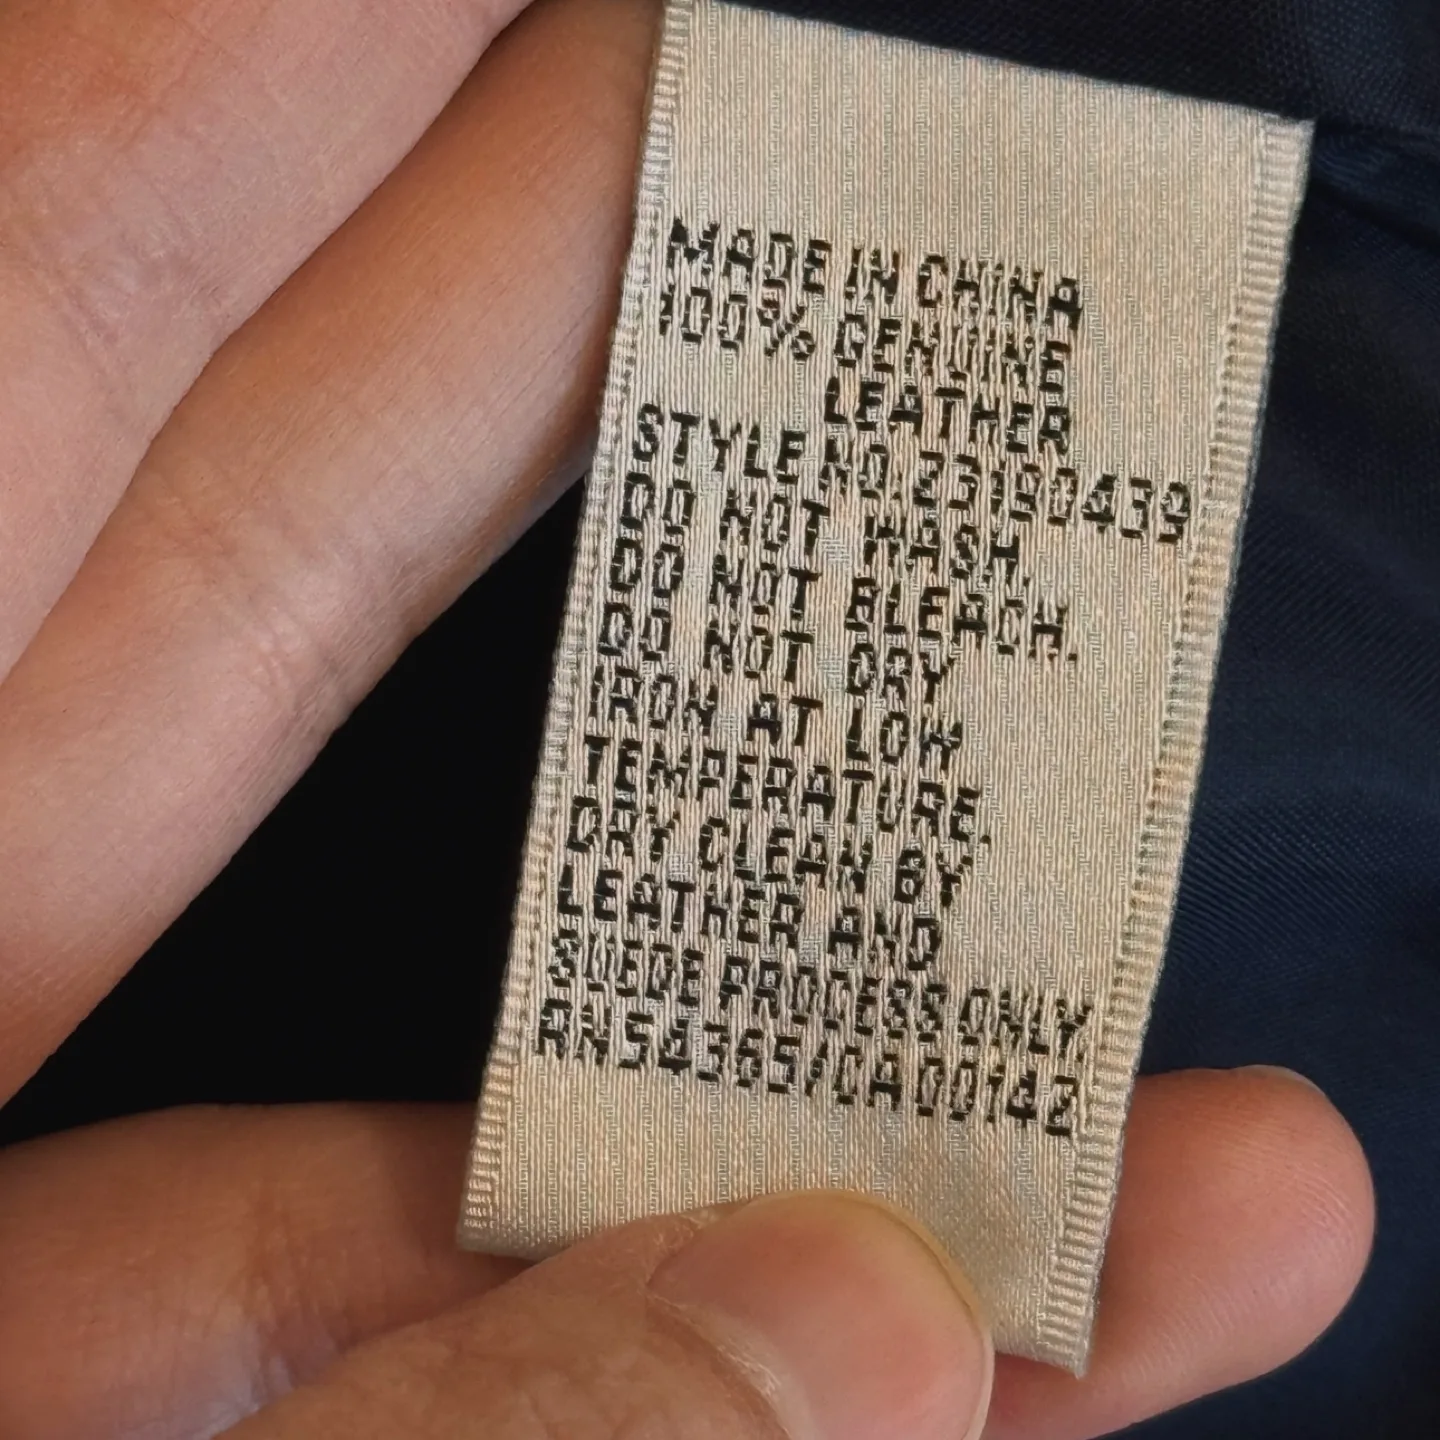 MADE IN CHINA
100% GENUINE
LEATHER
STYLE NO. 23190439
DO NOT WASH.
DO NOT BLEACH.
DO NOT DRY
IRON AT LOW
TEMPERATURE.
DRY CLEAN BY
LEATHER AND
SUEDE PROCESS ONLY.
RN54365/CA00142